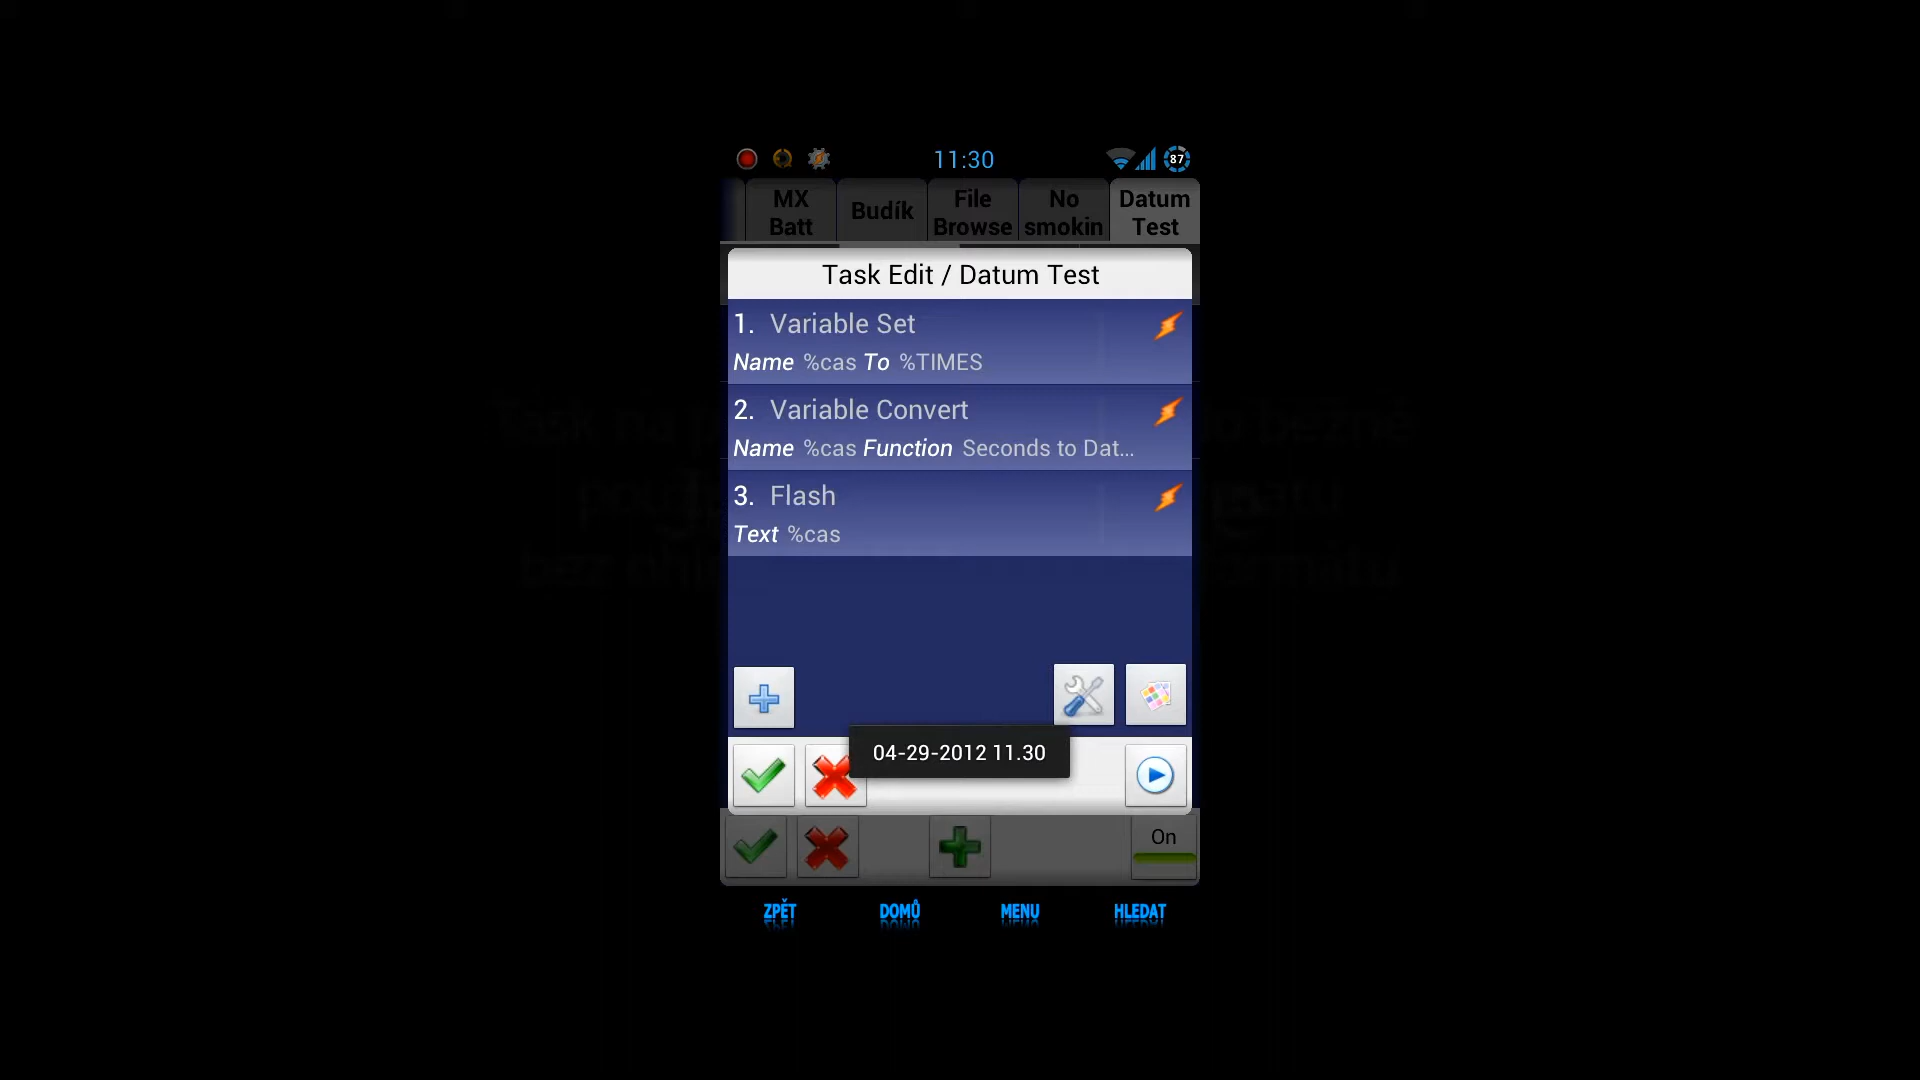 11:30
87
MX
Batt
Budík
File
Browse
No
smokin
Datum
Test
Task Edit / Datum Test
1. Variable Set
Name %cas To %TIMES
2. Variable Convert
Name %cas Function Seconds to Dat...
3. Flash
Text %cas
04-29-2012 11.30
On
ZPĚT
DOMŮ
MENU
HLEDAT